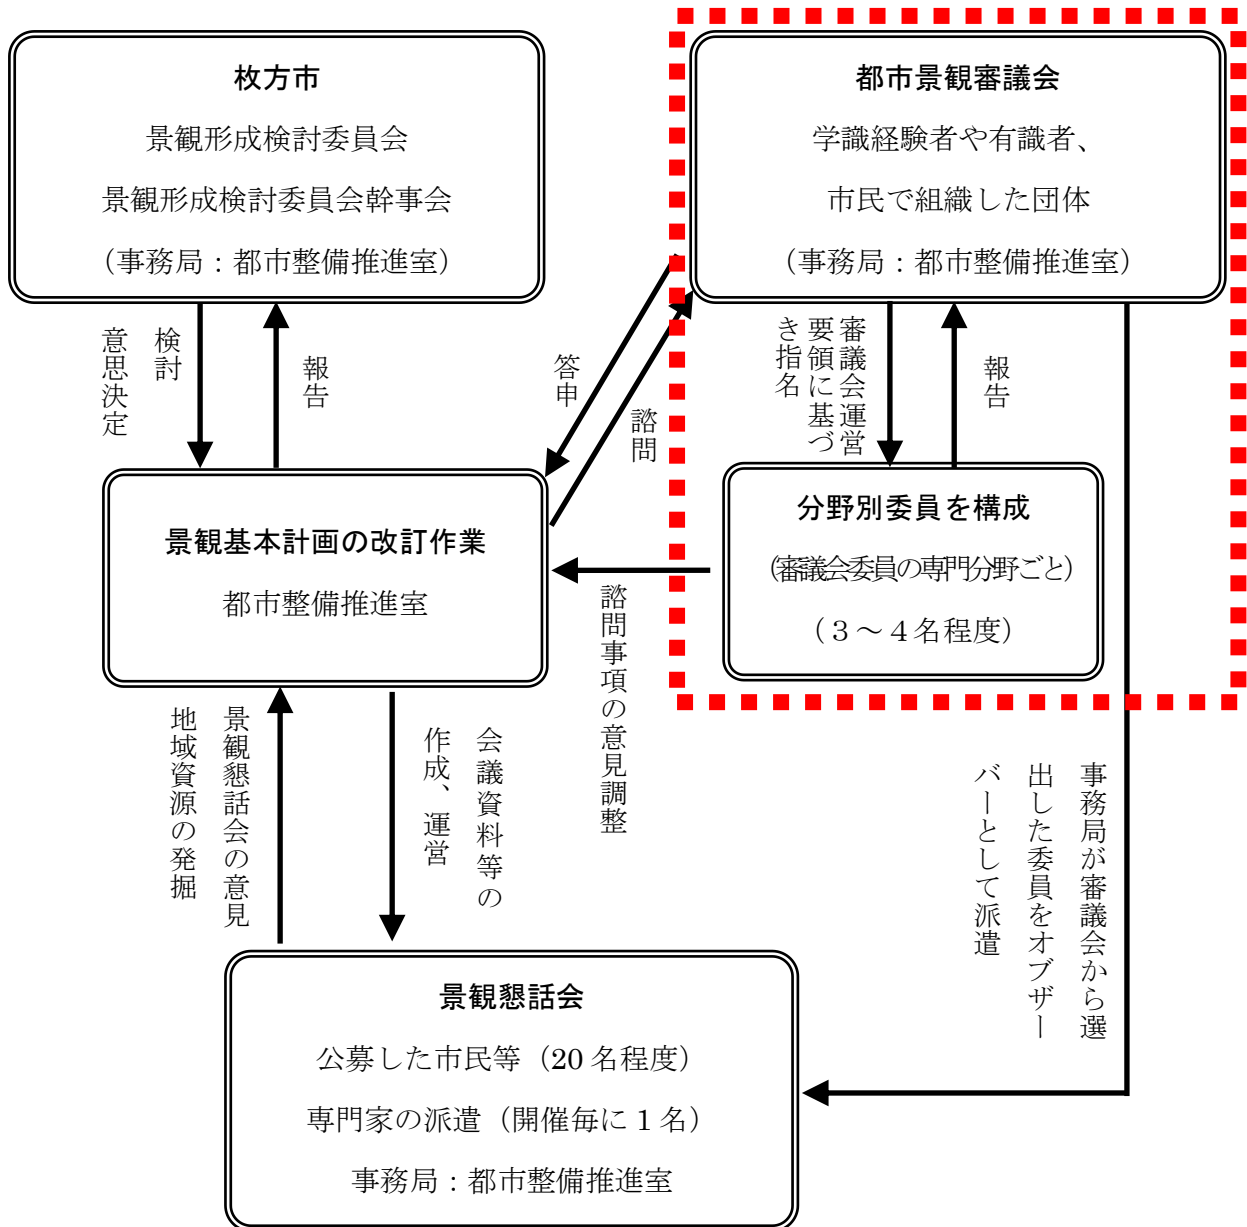 枚方市
景観形成検討委員会
景観形成検討委員会幹事会
（事務局：都市整備推進室）
都市景観審議会
学識経験者や有識者、
市民で組織した団体
（事務局：都市整備推進室）
検討
意思決定
報告
答申
諮問
審議会運営
要領に基づ
き指名
報告
景観基本計画の改訂作業
都市整備推進室
分野別委員を構成
（審議会委員の専門分野ごと）
（３～４名程度）
諮問事項の意見調整
景観懇話会の意見
地域資源の発掘
会議資料等の
作成、運営
事務局が審議会から選
出した委員をオブザー
バーとして派遣
景観懇話会
公募した市民等（20 名程度）
専門家の派遣（開催毎に 1 名）
事務局：都市整備推進室